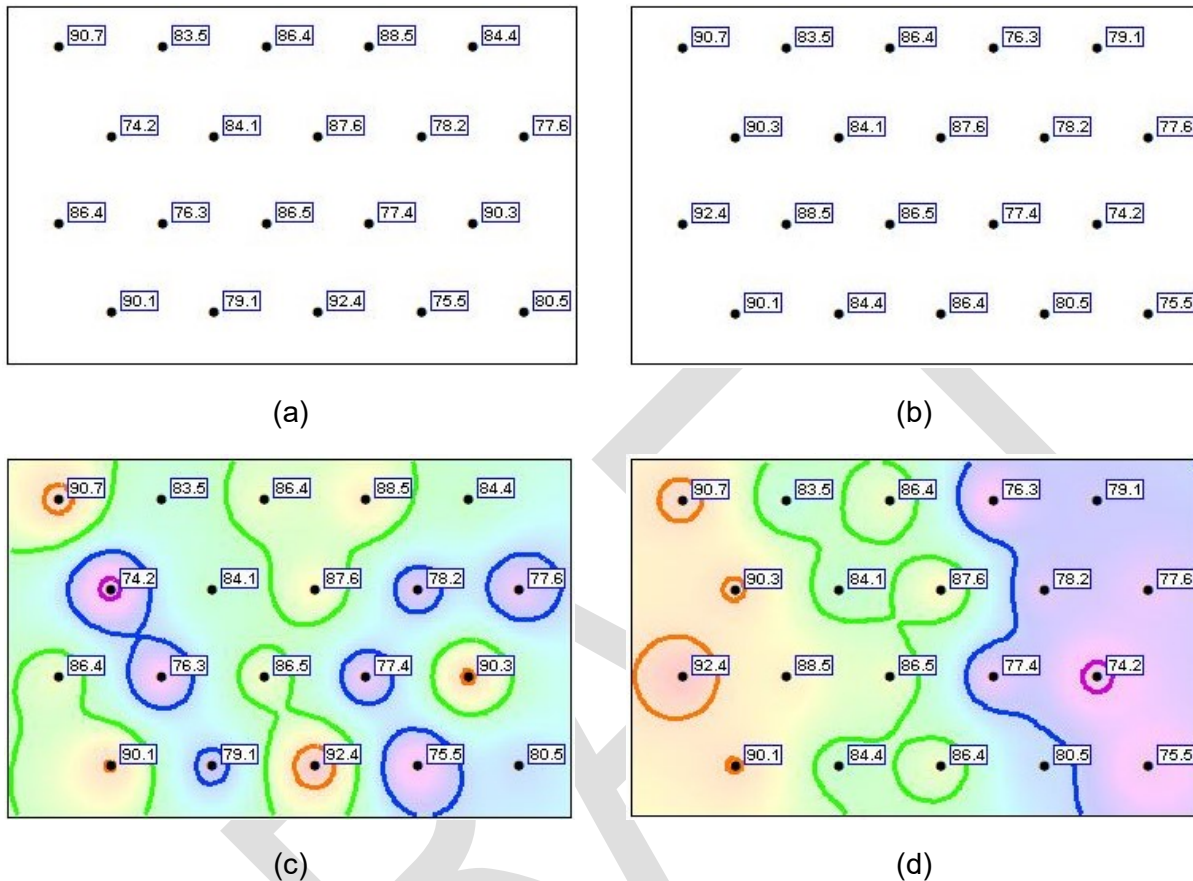 90.7 83.5 86.4 88.5 84.4
74.2 84.1 87.6 78.2 77.6
86.4 76.3 86.5 77.4 90.3
90.1 79.1 92.4 75.5 80.5
(a)
90.7 83.5 86.4 76.3 79.1
90.3 84.1 87.6 78.2 77.6
92.4 88.5 86.5 77.4 74.2
90.1 84.4 86.4 80.5 75.5
(b)
90.7 83.5 86.4 88.5 84.4
74.2 84.1 87.6 78.2 77.6
86.4 76.3 86.5 77.4 90.3
90.1 79.1 92.4 75.5 80.5
(c)
90.7 83.5 86.4 76.3 79.1
90.3 84.1 87.6 78.2 77.6
92.4 88.5 86.5 77.4 74.2
90.1 84.4 86.4 80.5 75.5
(d)